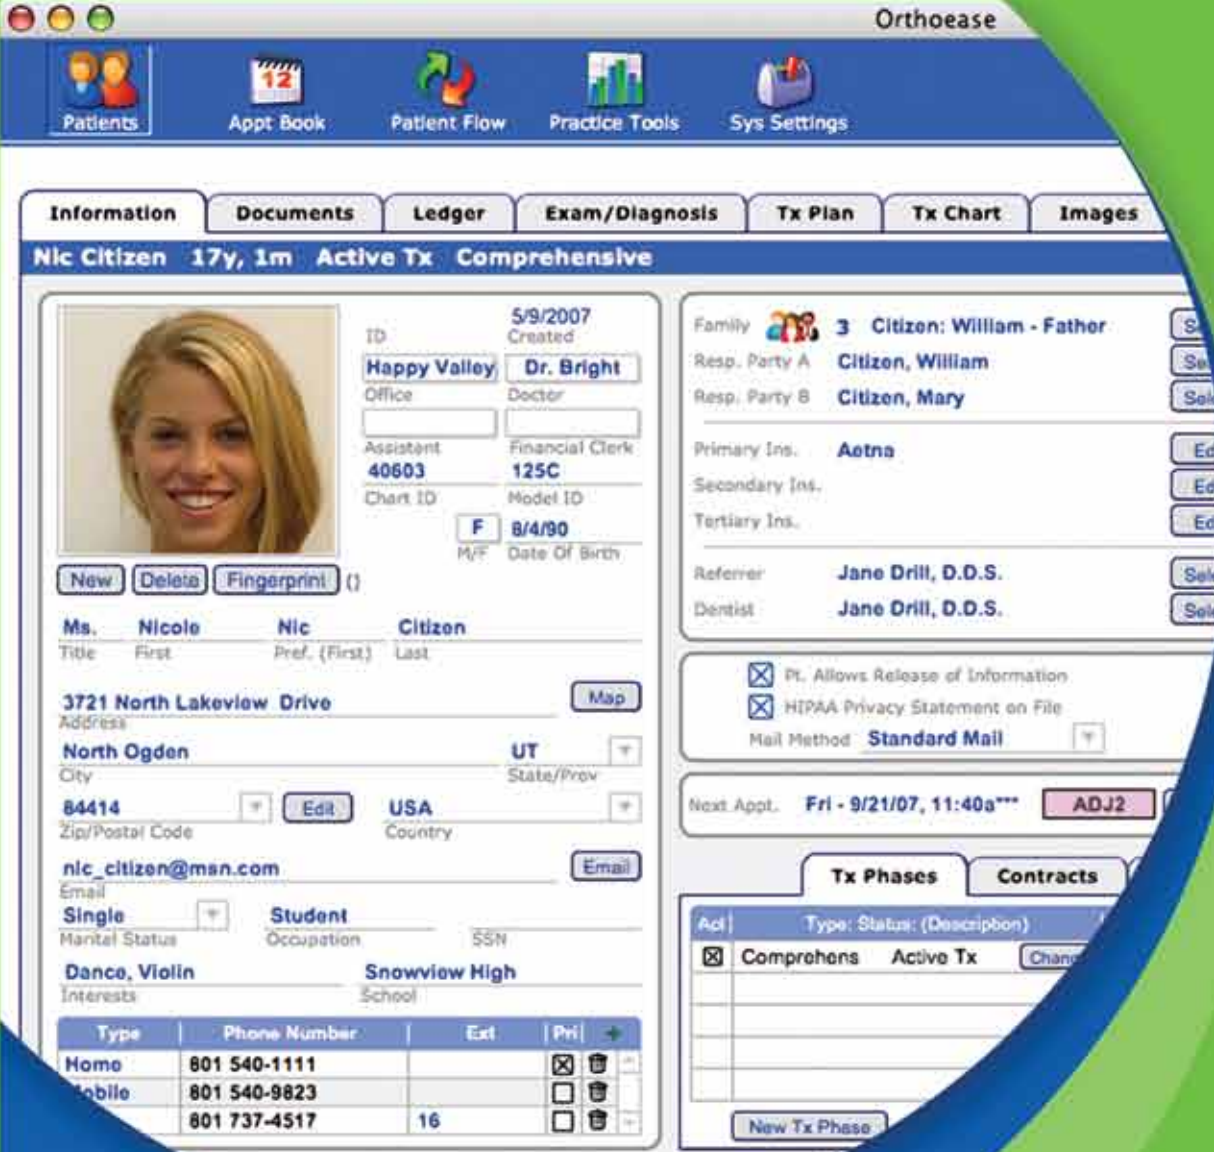 Orthoease
Patients Appt Book Patient Flow Practice Tools Sys Settings
12
Information Documents Ledger Exam/Diagnosis Tx Plan Tx Chart Images
Nic Citizen 17y, 1m Active Tx Comprehensive
5/9/2007
ID Created
Happy Valley Dr. Bright
Office Doctor
Assistant Financial Clerk
40603 125C
Chart ID Model ID
F 8/4/90
M/F Date Of Birth
New Delete Fingerprint ()
Ms. Nicole Nic Citizen
Title First Pref. (First) Last
3721 North Lakeview Drive Map
Address
North Ogden UT
City State/Prov
84414 Edit USA
Zip/Postal Code Country
nic_citizen@msn.com Email
Email
Single Student
Marital Status Occupation SSN
Dance, Violin Snowview High
Interests School
Type Phone Number Ext Pri
Home 801 540-1111
Mobile 801 540-9823
801 737-4517 16
Family 3 Citizen: William - Father
Resp. Party A Citizen, William
Resp. Party B Citizen, Mary Sele
Primary Ins. Aetna Ed
Secondary Ins. Ed
Tertiary Ins. Ed
Referrer Jane Drill, D.D.S. Sele
Dentist Jane Drill, D.D.S. Sele
Pt. Allows Release of Information
HIPAA Privacy Statement on File
Mail Method Standard Mail
Next Appt. Fri - 9/21/07, 11:40a*** ADJ2
Tx Phases Contracts
Act Type: Status: (Description)
Comprehens Active Tx Chang
New Tx Phase